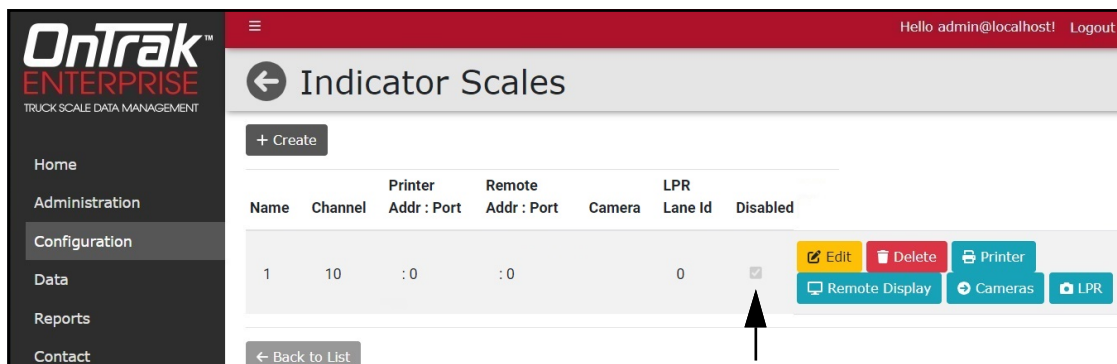 OnTrak™
ENTERPRISE
TRUCK SCALE DATA MANAGEMENT
Home
Administration
Configuration
Data
Reports
Contact
Hello admin@localhost! Logout
Indicator Scales
+ Create
Name Channel Printer Addr : Port Remote Addr : Port Camera LPR Lane Id Disabled
1 10 : 0 : 0 0
Edit Delete Printer
Remote Display Cameras LPR
← Back to List